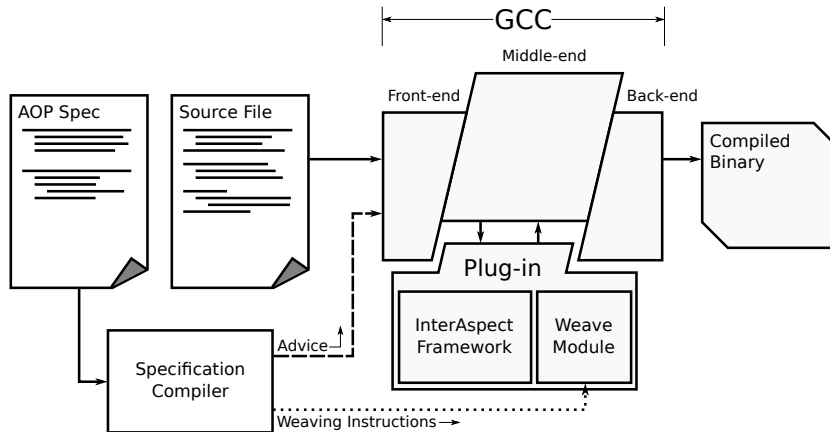 GCC
Middle-end
Front-end
Back-end
AOP Spec
Source File
Compiled
Binary
Plug-in
InterAspect
Framework
Weave
Module
Advice
Specification
Compiler
Weaving Instructions